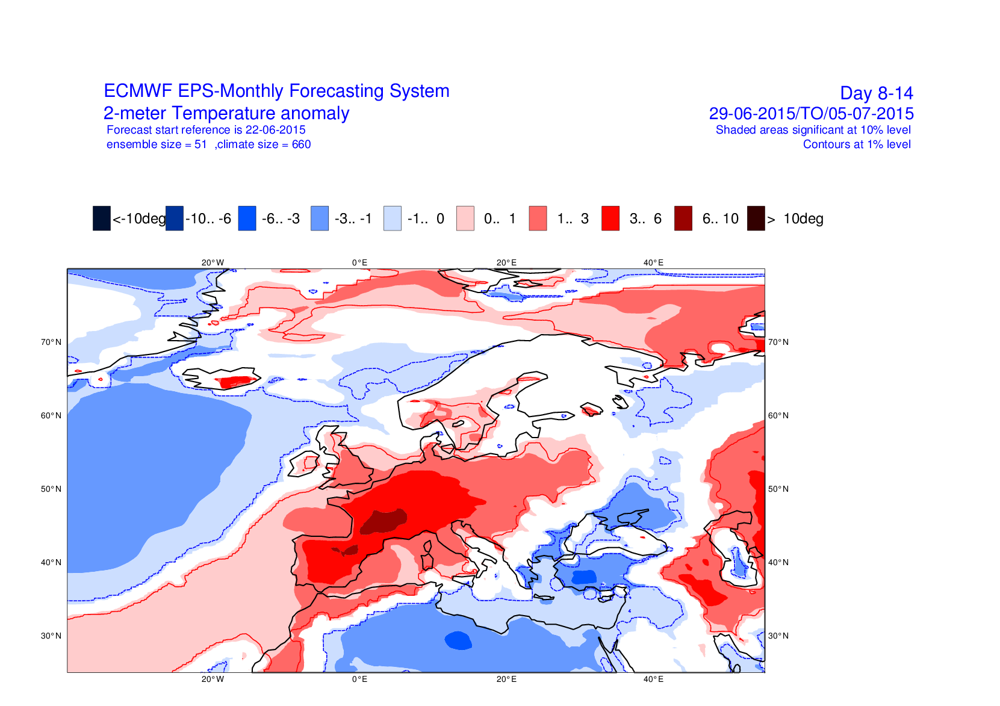 ECMWF EPS-Monthly Forecasting System
2-meter Temperature anomaly
Forecast start reference is 22-06-2015
ensemble size = 51 ,climate size = 660
Day 8-14
29-06-2015/TO/05-07-2015
Shaded areas significant at 10% level
Contours at 1% level
<-10deg -10.. -6 -6.. -3 -3.. -1 -1.. 0 0.. 1 1.. 3 3.. 6 6.. 10 > 10deg
20°W 0°E 20°E 40°E
70°N 70°N
60°N 60°N
50°N 50°N
40°N 40°N
30°N 30°N
20°W 0°E 20°E 40°E